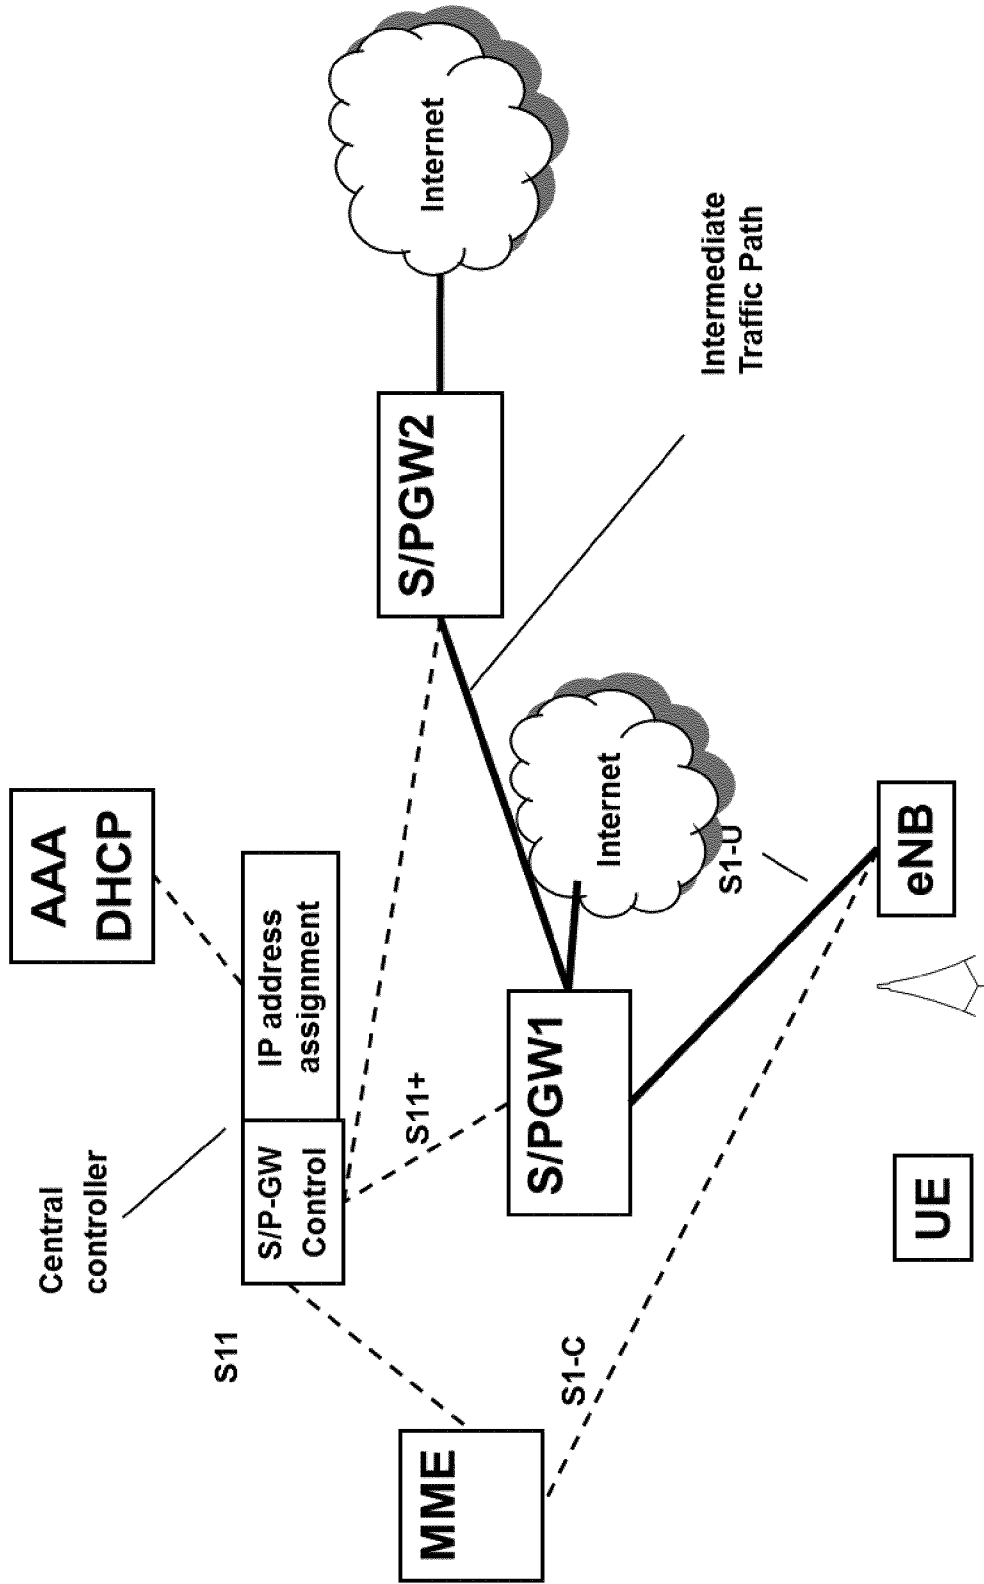 AAA
DHCP
Central
controller
S/P-GW
Control
IP address
assignment
S11
S11+
MME
S1-C
S/PGW1
S/PGW2
Internet
Internet
Intermediate
Traffic Path
S1-U
UE
eNB